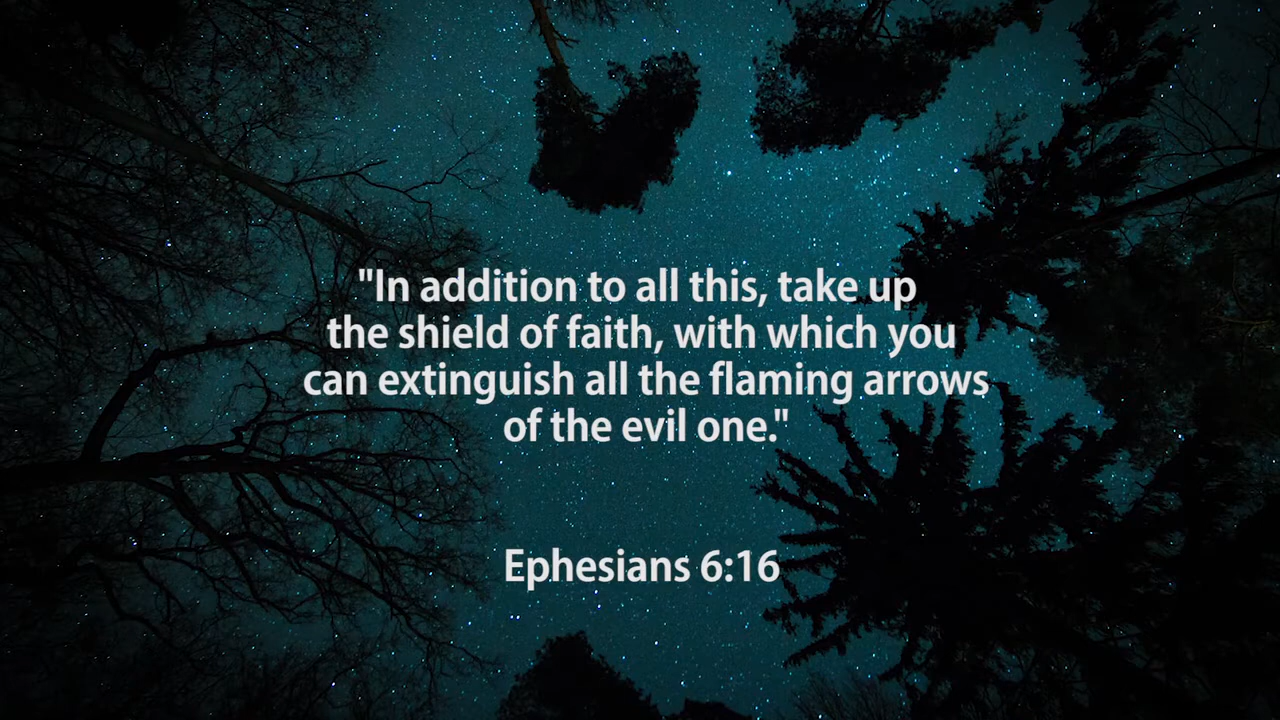 "In addition to all this, take up
the shield of faith, with which you
can extinguish all the flaming arrows
of the evil one."
Ephesians 6:16